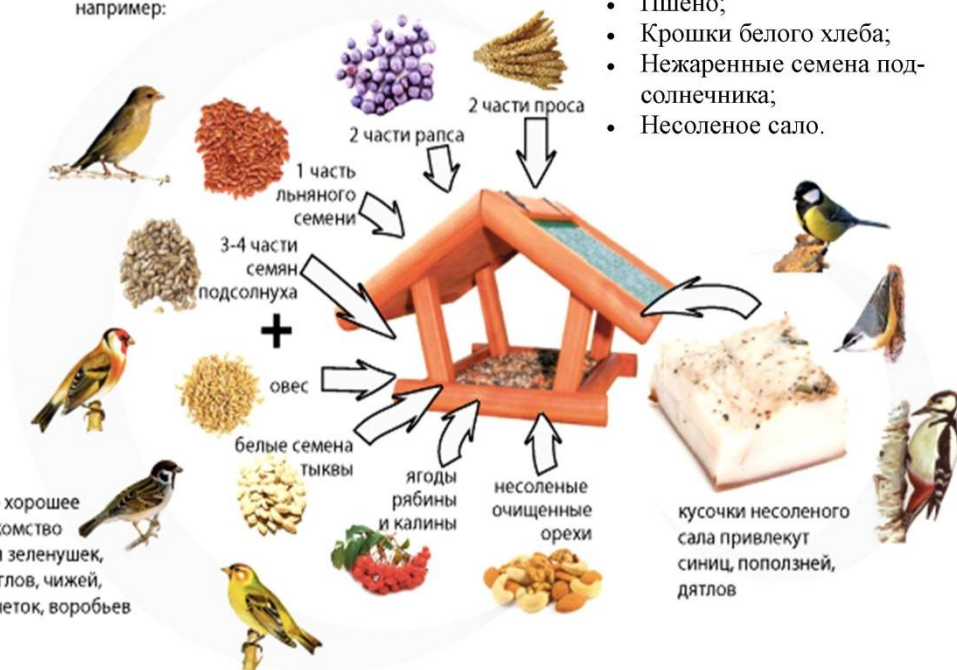 например:
• Пшено;
• Крошки белого хлеба;
• Нежаренные семена под-
солнечника;
• Несоленое сало.
2 части проса
2 части рапса
1 часть
льняного
семени
3-4 части
семян
подсолнуха
+
овес
белые семена
тыквы
ягоды
рябины
и калины
несоленые
очищенные
орехи
кусочки несоленого
сала привлекут
синиц, поползней,
дятлов
хорошее
зеленушек,
чижей,
воробьев